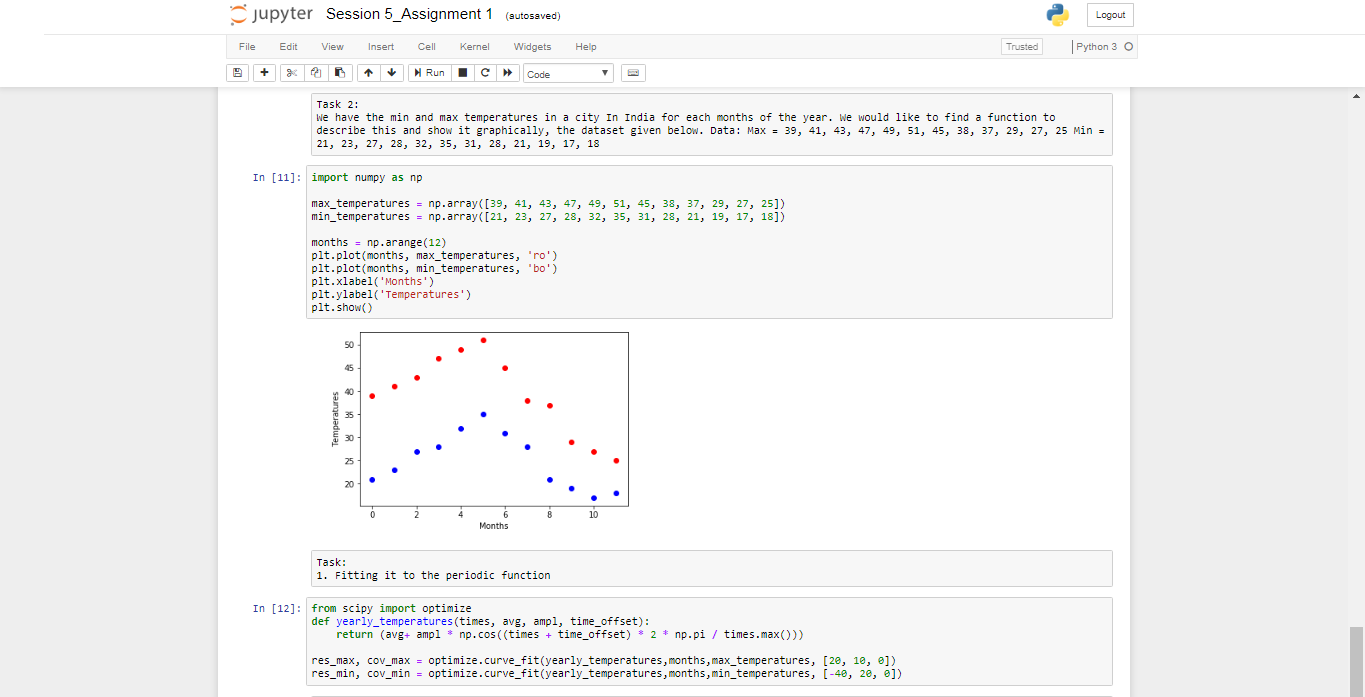 jupyter Session 5_Assignment 1 (autosaved)
Logout
File Edit View Insert Cell Kernel Widgets Help
Trusted Python 3
Run Code
Task 2:
We have the min and max temperatures in a city In India for each months of the year. We would like to find a function to
describe this and show it graphically, the dataset given below. Data: Max = 39, 41, 43, 47, 49, 51, 45, 38, 37, 29, 27, 25 Min =
21, 23, 27, 28, 32, 35, 31, 28, 21, 19, 17, 18
In [11]: import numpy as np
max_temperatures = np.array([39, 41, 43, 47, 49, 51, 45, 38, 37, 29, 27, 25])
min_temperatures = np.array([21, 23, 27, 28, 32, 35, 31, 28, 21, 19, 17, 18])
months = np.arange(12)
plt.plot(months, max_temperatures, 'ro')
plt.plot(months, min_temperatures, 'bo')
plt.xlabel('Months')
plt.ylabel('Temperatures')
plt.show()
50
45
40
35
30
25
20
Temperatures
0 2 4 6 8 10
Months
Task:
1. Fitting it to the periodic function
In [12]: from scipy import optimize
def yearly_temperatures(times, avg, ampl, time_offset):
return (avg+ ampl * np.cos((times + time_offset) * 2 * np.pi / times.max()))
res_max, cov_max = optimize.curve_fit(yearly_temperatures,months,max_temperatures, [20, 10, 0])
res_min, cov_min = optimize.curve_fit(yearly_temperatures,months,min_temperatures, [-40, 20, 0])